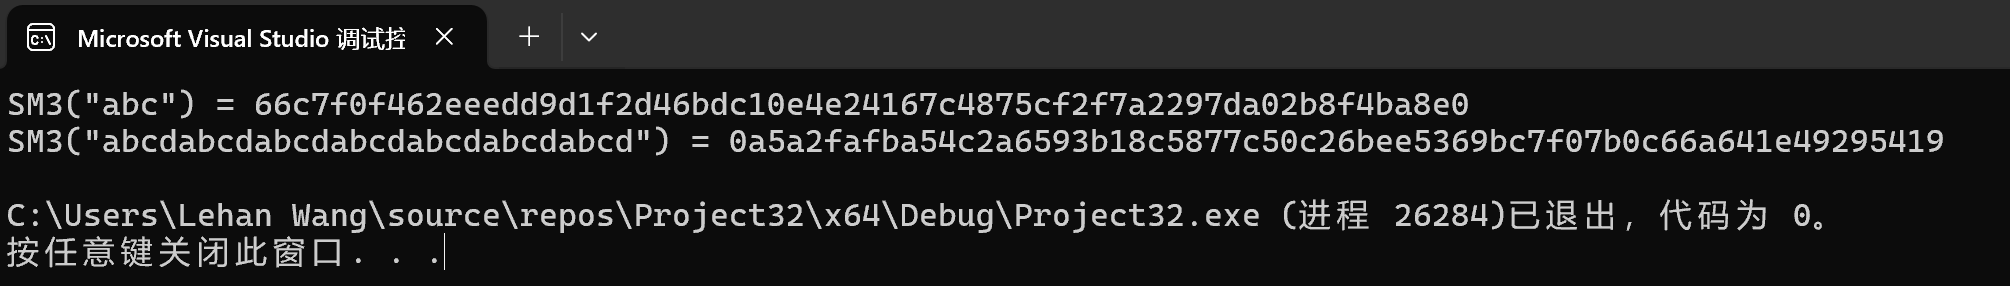 Microsoft Visual Studio 调试控
SM3("abc") = 66c7f0f462eeedd9d1f2d46bdc10e4e24167c4875cf2f7a2297da02b8f4ba8e0
SM3("abcdabcdabcdabcdabcdabcdabcd") = 0a5a2fafba54c2a6593b18c5877c50c26bee5369bc7f07b0c66a641e49295419
C:\Users\Lehan Wang\source\repos\Project32\x64\Debug\Project32.exe (进程 26284)已退出，代码为 0。
按任意键关闭此窗口. . .